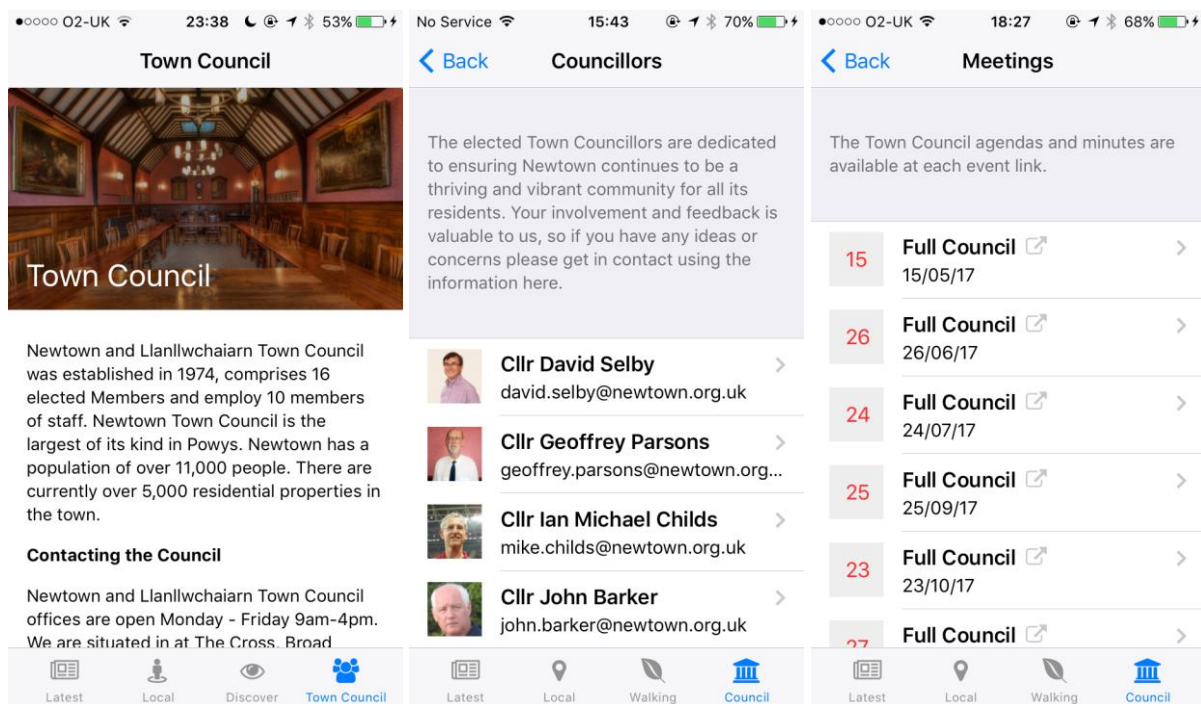 O2-UK 23:38 53%
Town Council
Town Council
Newtown and Llanllwchaiarn Town Council
was established in 1974, comprises 16
elected Members and employ 10 members
of staff. Newtown Town Council is the
largest of its kind in Powys. Newtown has a
population of over 11,000 people. There are
currently over 5,000 residential properties in
the town.
Contacting the Council
Newtown and Llanllwchaiarn Town Council
offices are open Monday - Friday 9am-4pm.
We are situated in at The Cross, Broad
Latest Local Discover Town Council
No Service 15:43 70%
Back Councillors
The elected Town Councillors are dedicated
to ensuring Newtown continues to be a
thriving and vibrant community for all its
residents. Your involvement and feedback is
valuable to us, so if you have any ideas or
concerns please get in contact using the
information here.
Cllr David Selby
david.selby@newtown.org.uk
Cllr Geoffrey Parsons
geoffrey.parsons@newtown.org...
Cllr Ian Michael Childs
mike.childs@newtown.org.uk
Cllr John Barker
john.barker@newtown.org.uk
Latest Local Walking Council
O2-UK 18:27 68%
Back Meetings
The Town Council agendas and minutes are
available at each event link.
15 Full Council
15/05/17
26 Full Council
26/06/17
24 Full Council
24/07/17
25 Full Council
25/09/17
23 Full Council
23/10/17
27 Full Council
Latest Local Walking Council